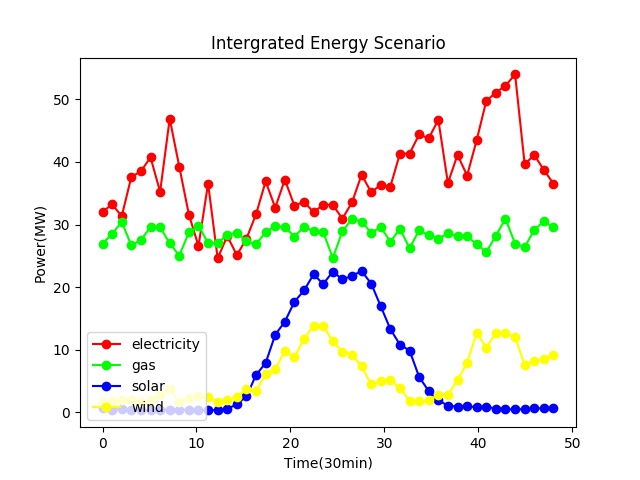 Intergrated Energy Scenario
Power(MW)
50
40
30
20
10
0
electricity
gas
solar
wind
0 10 20 30 40 50
Time(30min)